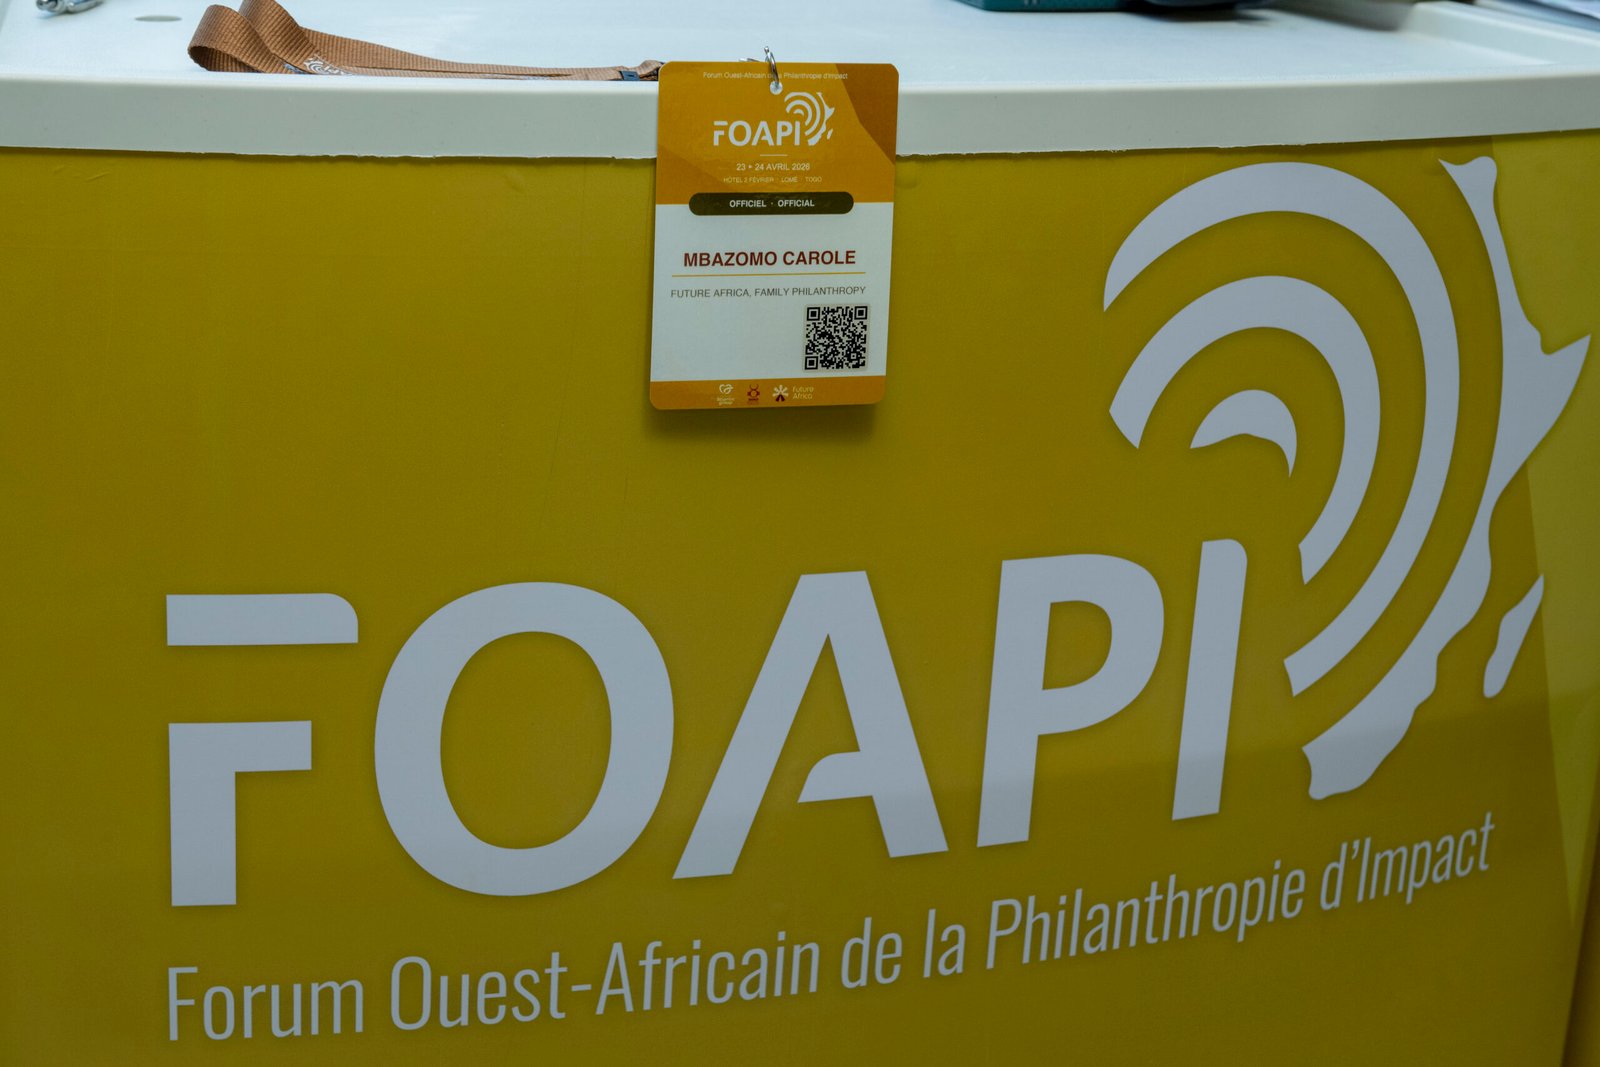 Forum Ouest-Africain de la Philanthropie d'Impact
FOAPI
23 ▸ 24 AVRIL 2026
HÔTEL 2 FÉVRIER LOMÉ TOGO
OFFICIEL · OFFICIAL
MBAZOMO CAROLE
FUTURE AFRICA, FAMILY PHILANTHROPY
Future
Africa
FOAPI
Forum Ouest-Africain de la Philanthropie d'Impact